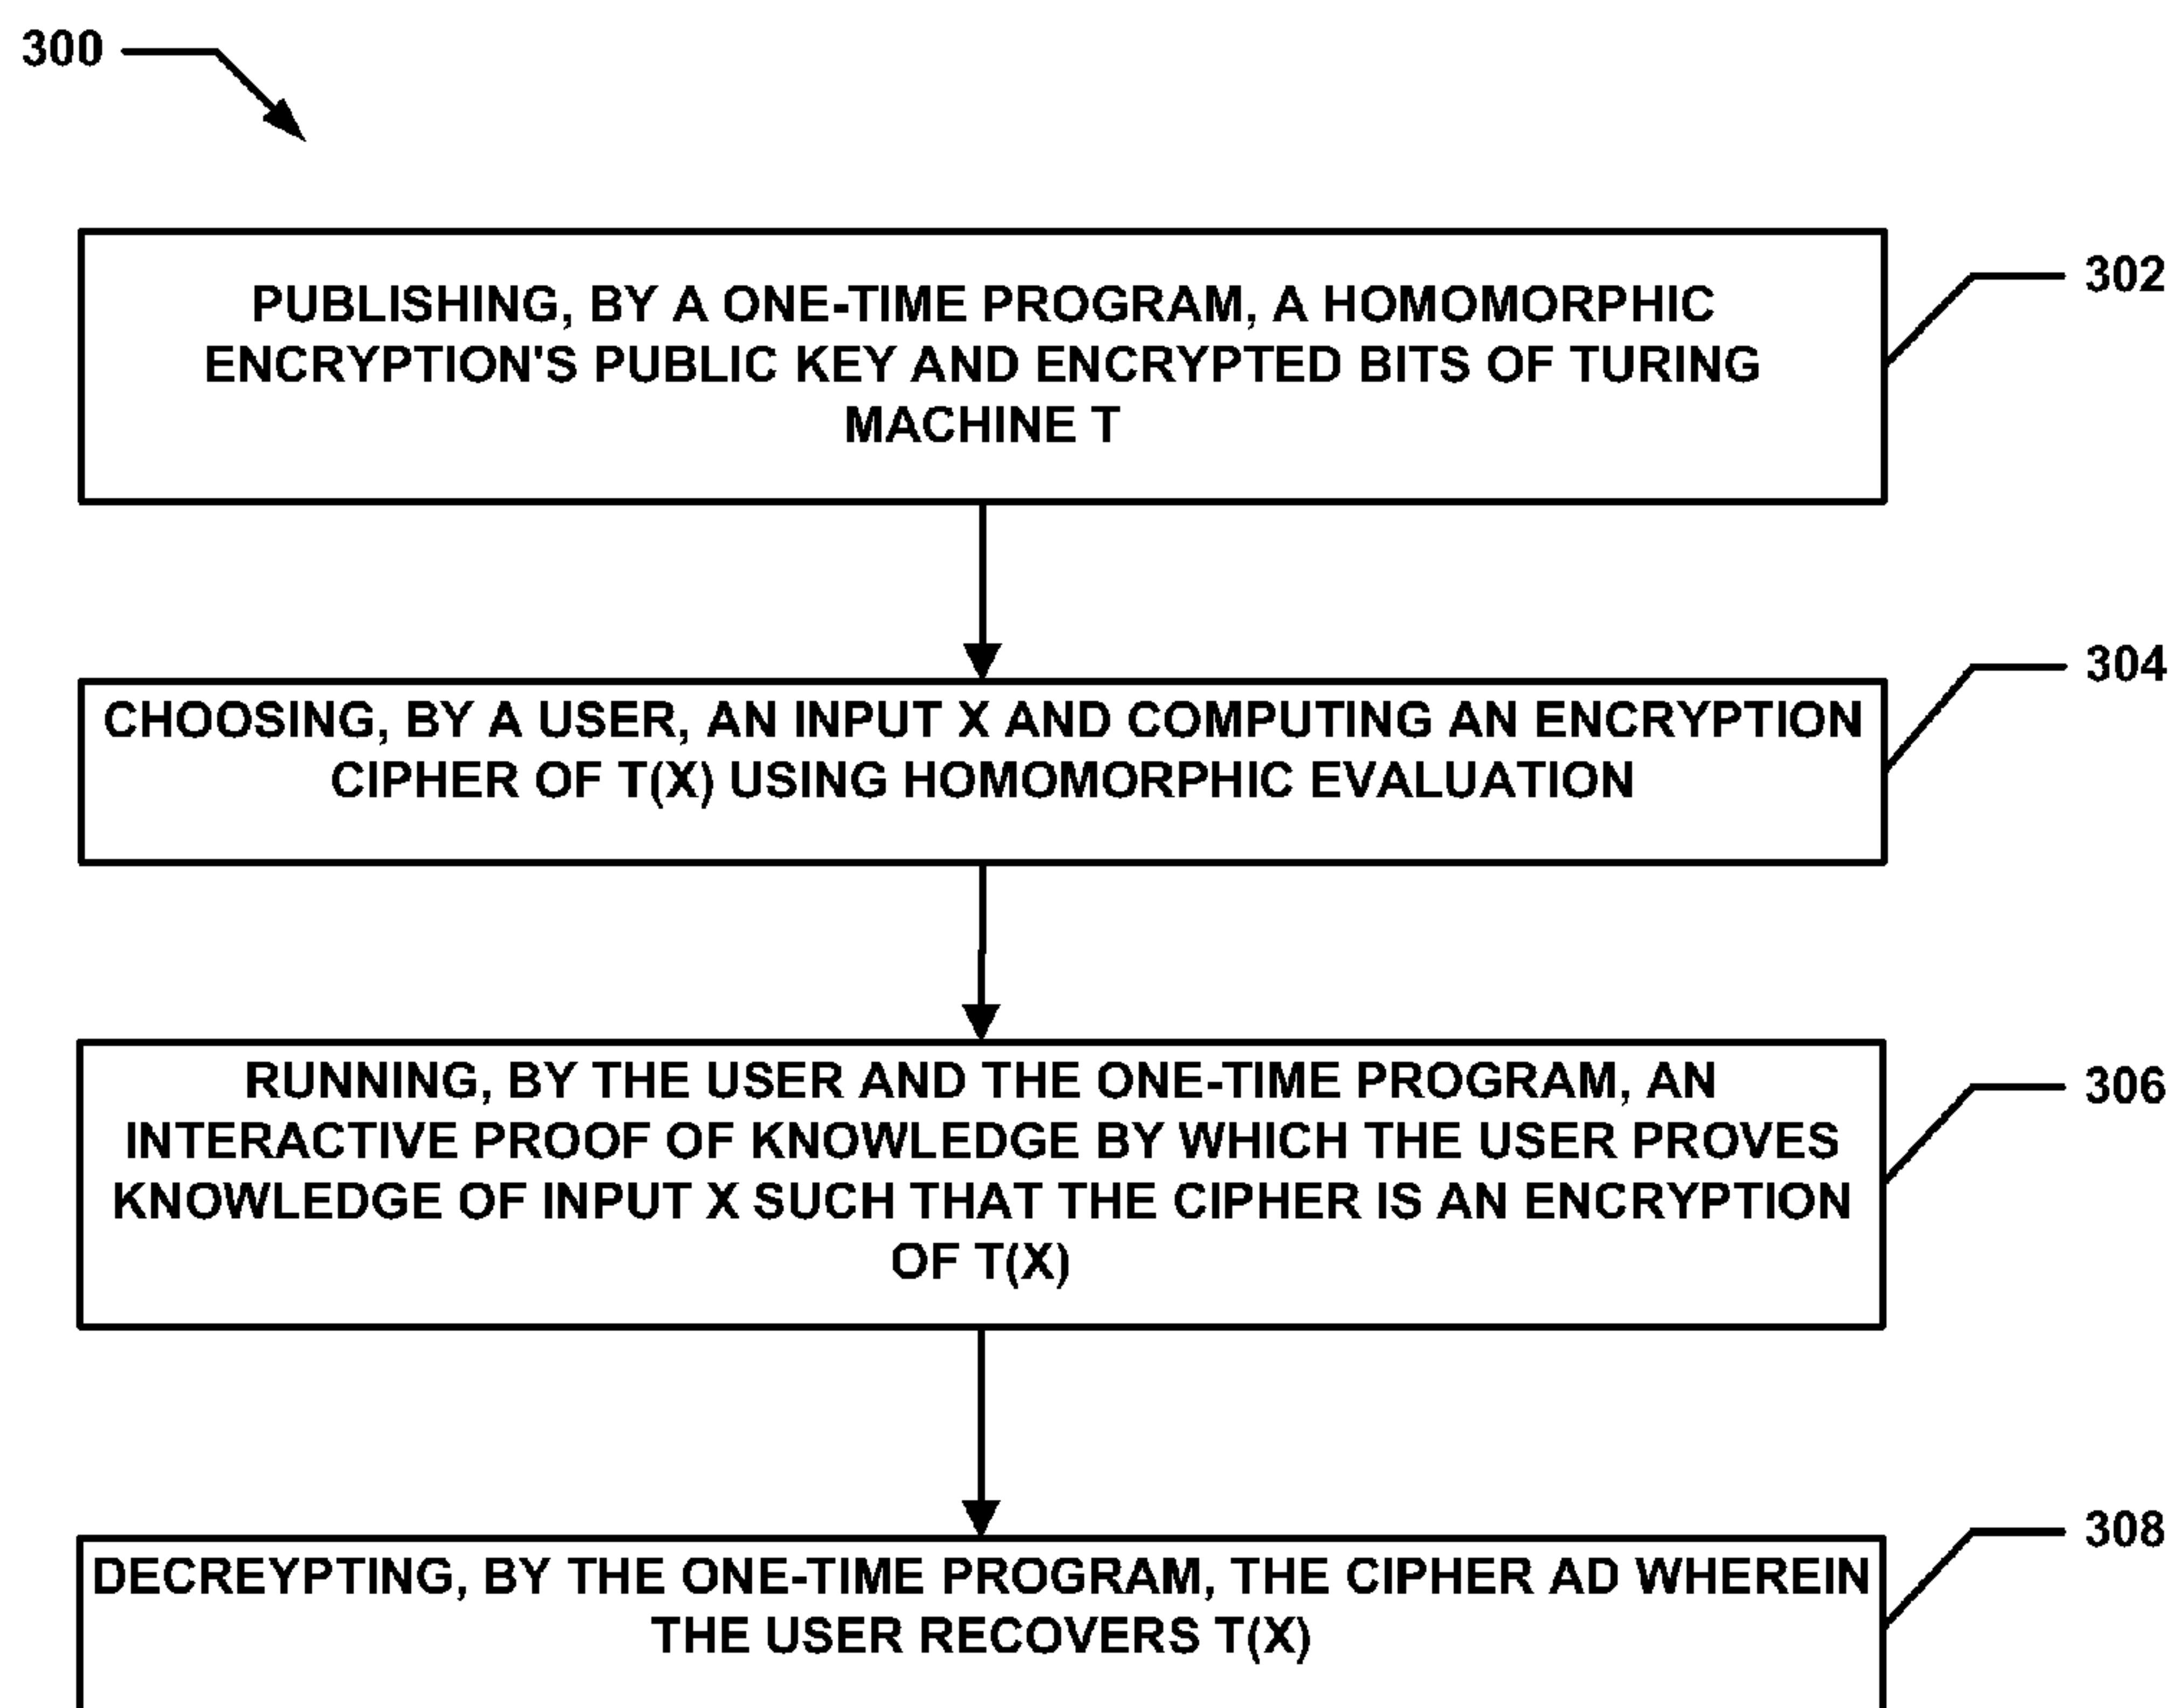 300
PUBLISHING, BY A ONE-TIME PROGRAM, A HOMOMORPHIC
ENCRYPTION'S PUBLIC KEY AND ENCRYPTED BITS OF TURING
MACHINE T
302
CHOOSING, BY A USER, AN INPUT X AND COMPUTING AN ENCRYPTION
CIPHER OF T(X) USING HOMOMORPHIC EVALUATION
304
RUNNING, BY THE USER AND THE ONE-TIME PROGRAM, AN
INTERACTIVE PROOF OF KNOWLEDGE BY WHICH THE USER PROVES
KNOWLEDGE OF INPUT X SUCH THAT THE CIPHER IS AN ENCRYPTION
OF T(X)
306
DECREYPTING, BY THE ONE-TIME PROGRAM, THE CIPHER AD WHEREIN
THE USER RECOVERS T(X)
308